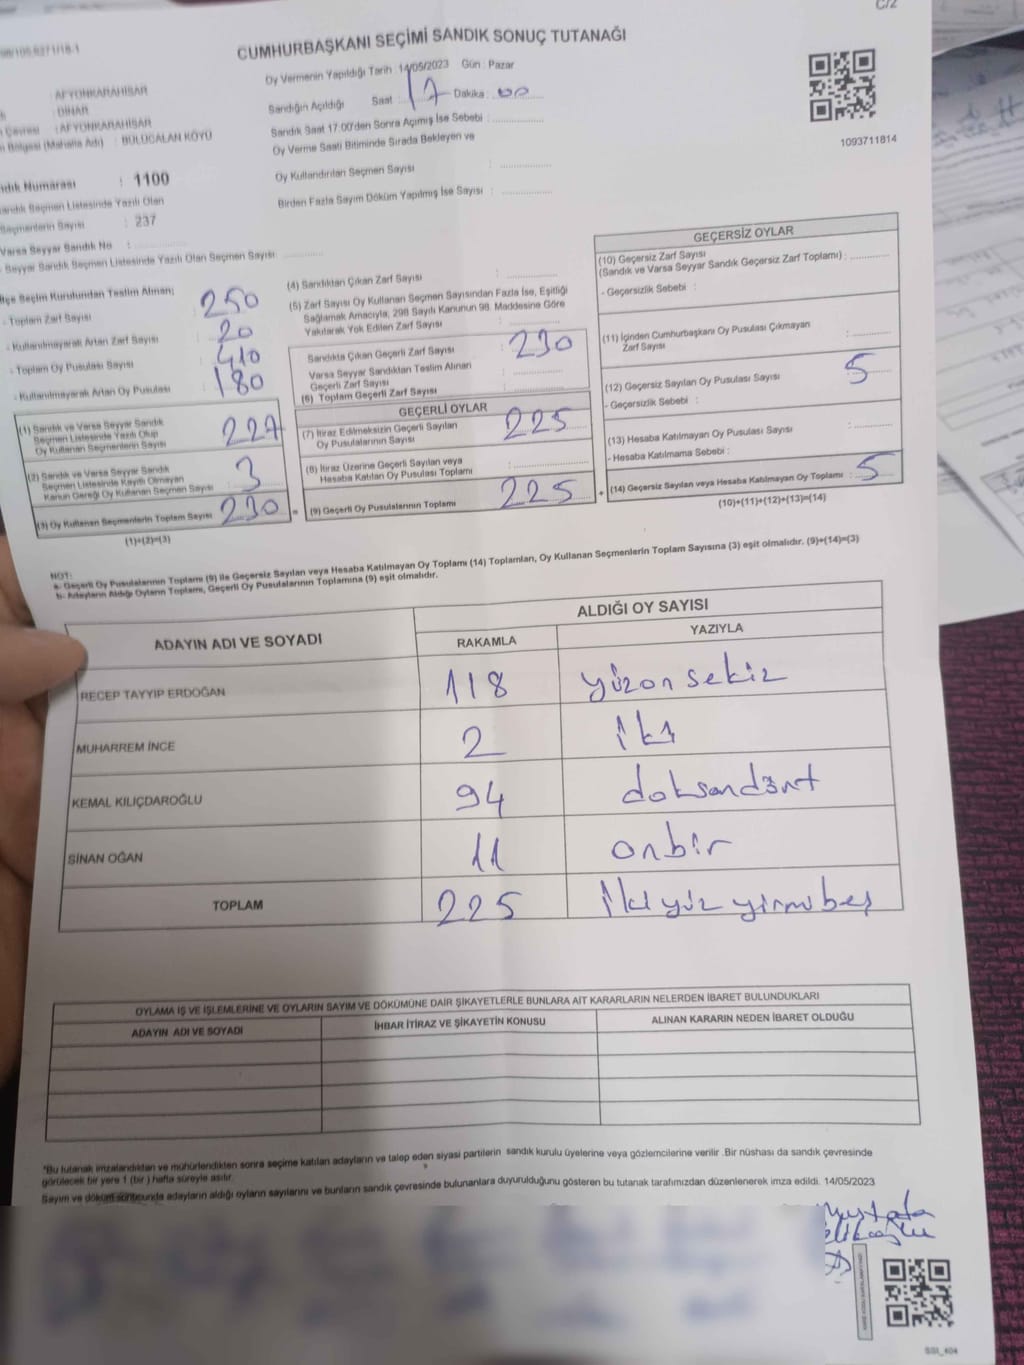 C/2
CUMHURBAŞKANI SEÇİMİ SANDIK SONUÇ TUTANAĞI
Oy Vermenin Yapıldığı Tarih : 14/05/2023 Gün : Pazar
: AFYONKARAHİSAR
: DİNAR
Çevresi : AFYONKARAHİSAR
Bölgesi (Mahalle Adı) : BÜLÜÇALAN KÖYÜ
Sandığın Açıldığı Saat : 17 Dakika : 00
Sandık Saat 17:00'den Sonra Açılmış İse Sebebi :
Oy Verme Saati Bitiminde Sırada Bekleyen ve
Oy Kullandırılan Seçmen Sayısı :
Birden Fazla Sayım Döküm Yapılmış İse Sayısı :
1093711814
Sandık Numarası : 1100
Sandık Seçmen Listesinde Yazılı Olan
Seçmenlerin Sayısı : 237
Varsa Seyyar Sandık No :
- Seyyar Sandık Seçmen Listesinde Yazılı Olan Seçmen Sayısı:
İlçe Seçim Kurulundan Teslim Alınan;
- Toplam Zarf Sayısı : 250
- Kullanılmayarak Artan Zarf Sayısı : 20
- Toplam Oy Pusulası Sayısı : 410
- Kullanılmayarak Artan Oy Pusulası : 180
(1) Sandık ve Varsa Seyyar Sandık
Seçmen Listesinde Yazılı Olup
Oy Kullanan Seçmenlerin Sayısı : 227
(2) Sandık ve Varsa Seyyar Sandık
Seçmen Listesinde Kayıtlı Olmayan
Kanun Gereği Oy Kullanan Seçmen Sayısı : 3
(3) Oy Kullanan Seçmenlerin Toplam Sayısı : 230 =
(1)+(2)=(3)
(4) Sandıktan Çıkan Zarf Sayısı :
(5) Zarf Sayısı Oy Kullanan Seçmen Sayısından Fazla İse, Eşitliği
Sağlamak Amacıyla, 298 Sayılı Kanunun 98. Maddesine Göre
Yakılarak Yok Edilen Zarf Sayısı :
Sandıkta Çıkan Geçerli Zarf Sayısı : 230
Varsa Seyyar Sandıktan Teslim Alınan
Geçerli Zarf Sayısı :
(6) Toplam Geçerli Zarf Sayısı :
GEÇERLİ OYLAR
(7) İtiraz Edilmeksizin Geçerli Sayılan
Oy Pusulalarının Sayısı : 225
(8) İtiraz Üzerine Geçerli Sayılan veya
Hesaba Katılan Oy Pusulası Toplamı :
(9) Geçerli Oy Pusulalarının Toplamı : 225 +
GEÇERSİZ OYLAR
(10) Geçersiz Zarf Sayısı
(Sandık ve Varsa Seyyar Sandık Geçersiz Zarf Toplamı) :
- Geçersizlik Sebebi :
(11) İçinden Cumhurbaşkanı Oy Pusulası Çıkmayan
Zarf Sayısı :
(12) Geçersiz Sayılan Oy Pusulası Sayısı : 5
- Geçersizlik Sebebi :
(13) Hesaba Katılmayan Oy Pusulası Sayısı :
- Hesaba Katılmama Sebebi :
(14) Geçersiz Sayılan veya Hesaba Katılmayan Oy Toplamı : 5
(10)+(11)+(12)+(13)=(14)
NOT:
a- Geçerli Oy Pusulalarının Toplamı (9) ile Geçersiz Sayılan veya Hesaba Katılmayan Oy Toplamı (14) Toplamları, Oy Kullanan Seçmenlerin Toplam Sayısına (3) eşit olmalıdır. (9)+(14)=(3)
b- Adayların Aldığı Oyların Toplamı, Geçerli Oy Pusulalarının Toplamına (9) eşit olmalıdır.
ADAYIN ADI VE SOYADI ALDIĞI OY SAYISI
RAKAMLA YAZIYLA
RECEP TAYYIP ERDOĞAN 118 yüzon sekiz
MUHARREM İNCE 2 iki
KEMAL KILIÇDAROĞLU 94 doksandört
SİNAN OĞAN 11 onbir
TOPLAM 225 ikiyüz yirmibeş
OYLAMA İŞ VE İŞLEMLERİNE VE OYLARIN SAYIM VE DÖKÜMÜNE DAİR ŞİKAYETLERLE BUNLARA AİT KARARLARIN NELERDEN İBARET BULUNDUKLARI
ADAYIN ADI VE SOYADI İHBAR İTİRAZ VE ŞİKAYETİN KONUSU ALINAN KARARIN NEDEN İBARET OLDUĞU
*Bu tutanak imzalandıktan ve mühürlendikten sonra seçime katılan adayların ve talep eden siyasi partilerin sandık kurulu üyelerine veya gözlemcilerine verilir .Bir nüshası da sandık çevresinde
görülecek bir yere 1 (bir ) hafta süreyle asılır.
Sayım ve döküm sonucunda adayların aldığı oyların sayılarını ve bunların sandık çevresinde bulunanlara duyurulduğunu gösteren bu tutanak tarafımızdan düzenlenerek imza edildi. 14/05/2023
Mustafa
SSI_404